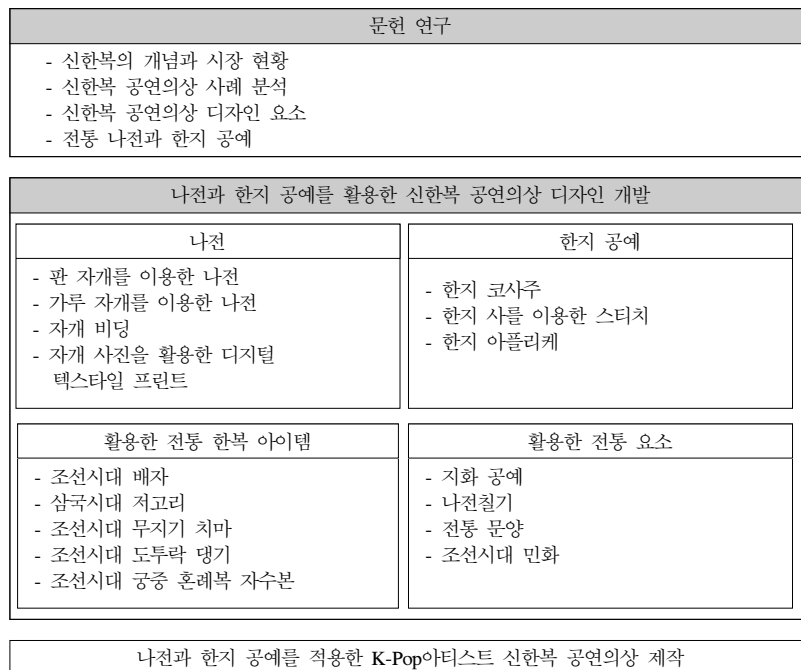 문헌 연구
- 신한복의 개념과 시장 현황
- 신한복 공연의상 사례 분석
- 신한복 공연의상 디자인 요소
- 전통 나전과 한지 공예
나전과 한지 공예를 활용한 신한복 공연의상 디자인 개발
나전
- 판 자개를 이용한 나전
- 가루 자개를 이용한 나전
- 자개 비딩
- 자개 사진을 활용한 디지털
텍스타일 프린트
한지 공예
- 한지 코사주
- 한지 사를 이용한 스티치
- 한지 아플리케
활용한 전통 한복 아이템
- 조선시대 배자
- 삼국시대 저고리
- 조선시대 무지기 치마
- 조선시대 도투락 댕기
- 조선시대 궁중 혼례복 자수본
활용한 전통 요소
- 지화 공예
- 나전칠기
- 전통 문양
- 조선시대 민화
나전과 한지 공예를 적용한 K-Pop아티스트 신한복 공연의상 제작